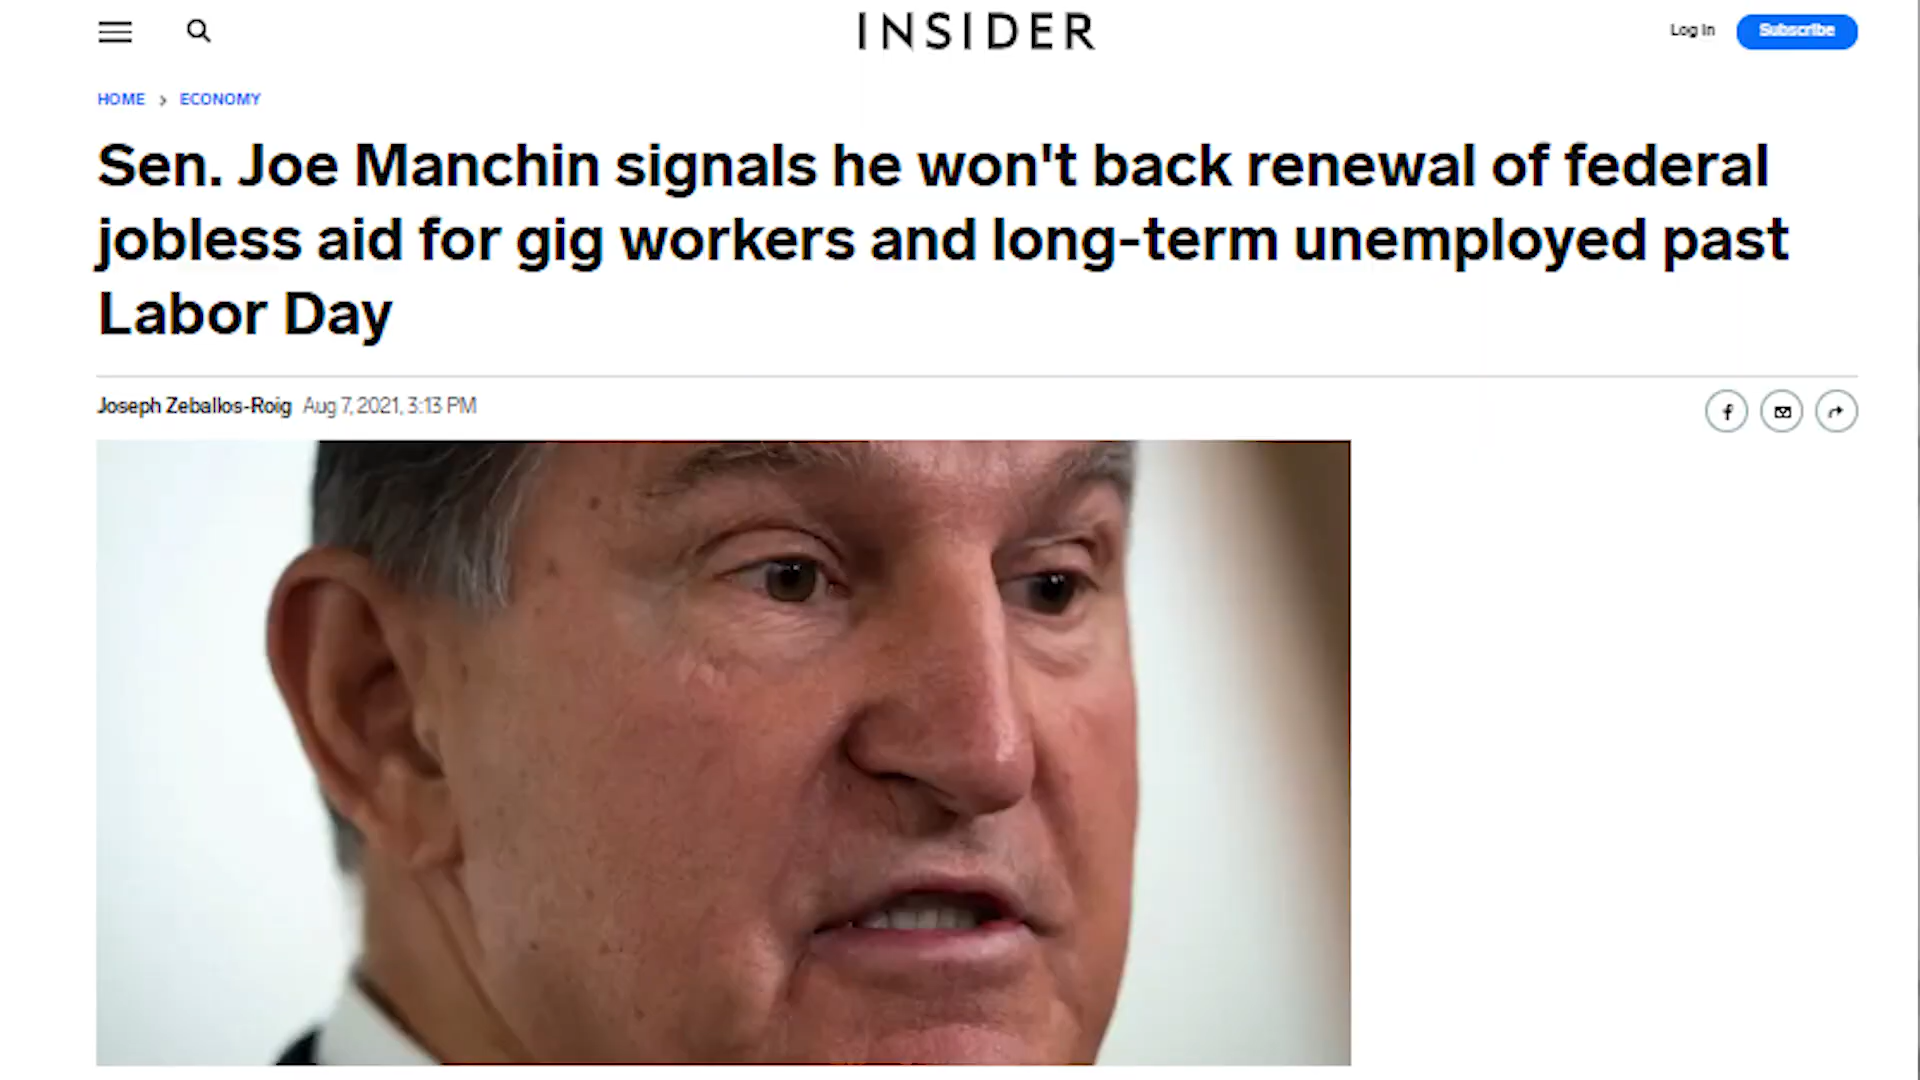 INSIDER
Log In
Subscribe
HOME > ECONOMY
Sen. Joe Manchin signals he won't back renewal of federal
jobless aid for gig workers and long-term unemployed past
Labor Day
Joseph Zeballos-Roig Aug 7, 2021, 3:13 PM